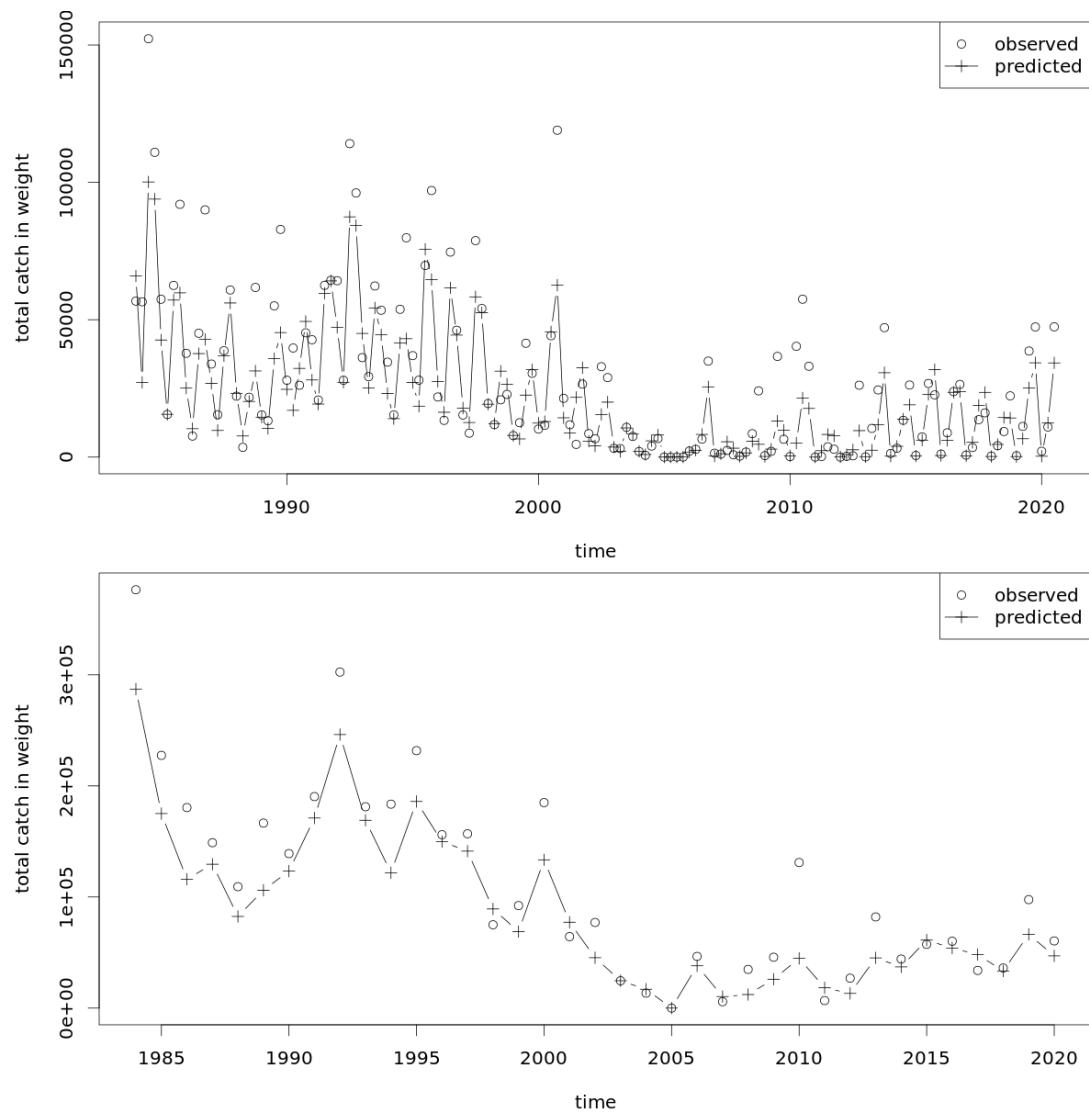 150000
observed
predicted
100000
total catch in weight
50000
0
1990
2000
2010
2020
time
observed
predicted
3e+05
2e+05
total catch in weight
1e+05
0e+00
1985
1990
1995
2000
2005
2010
2015
2020
time